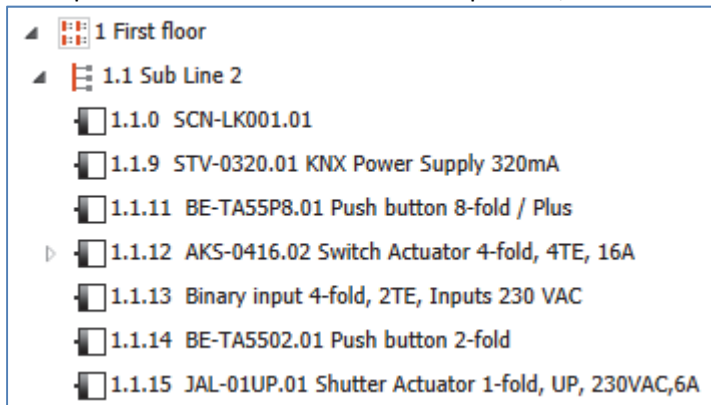 1 First floor
1.1 Sub Line 2
1.1.0 SCN-LK001.01
1.1.9 STV-0320.01 KNX Power Supply 320mA
1.1.11 BE-TA55P8.01 Push button 8-fold / Plus
1.1.12 AKS-0416.02 Switch Actuator 4-fold, 4TE, 16A
1.1.13 Binary input 4-fold, 2TE, Inputs 230 VAC
1.1.14 BE-TA5502.01 Push button 2-fold
1.1.15 JAL-01UP.01 Shutter Actuator 1-fold, UP, 230VAC,6A